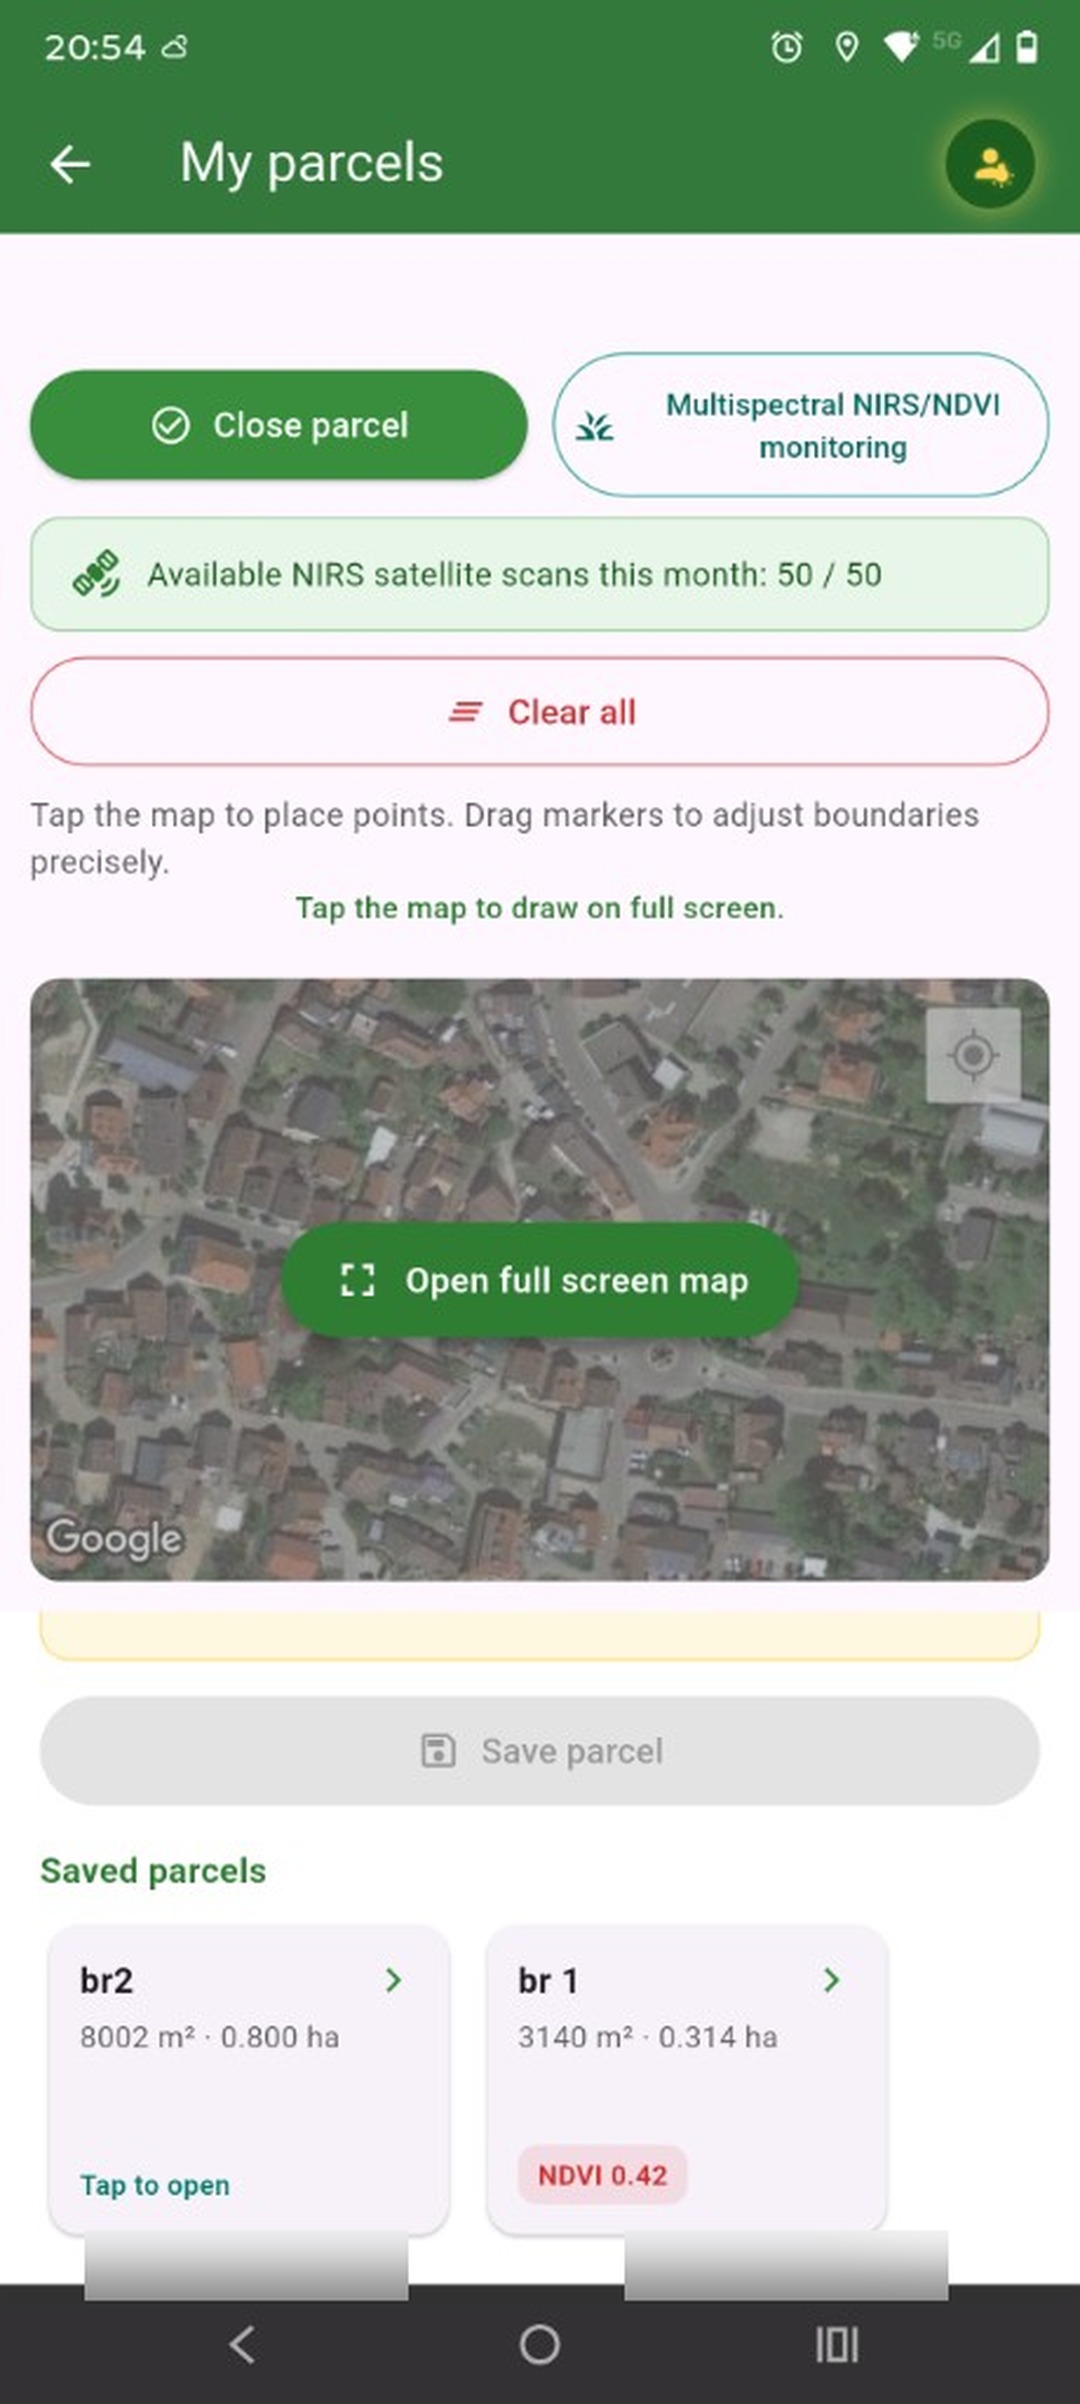 20:54
5G
My parcels
Close parcel
Multispectral NIRS/NDVI
monitoring
Available NIRS satellite scans this month: 50 / 50
Clear all
Tap the map to place points. Drag markers to adjust boundaries
precisely.
Tap the map to draw on full screen.
Open full screen map
Google
Save parcel
Saved parcels
br2
8002 m² · 0.800 ha
Tap to open
br 1
3140 m² · 0.314 ha
NDVI 0.42